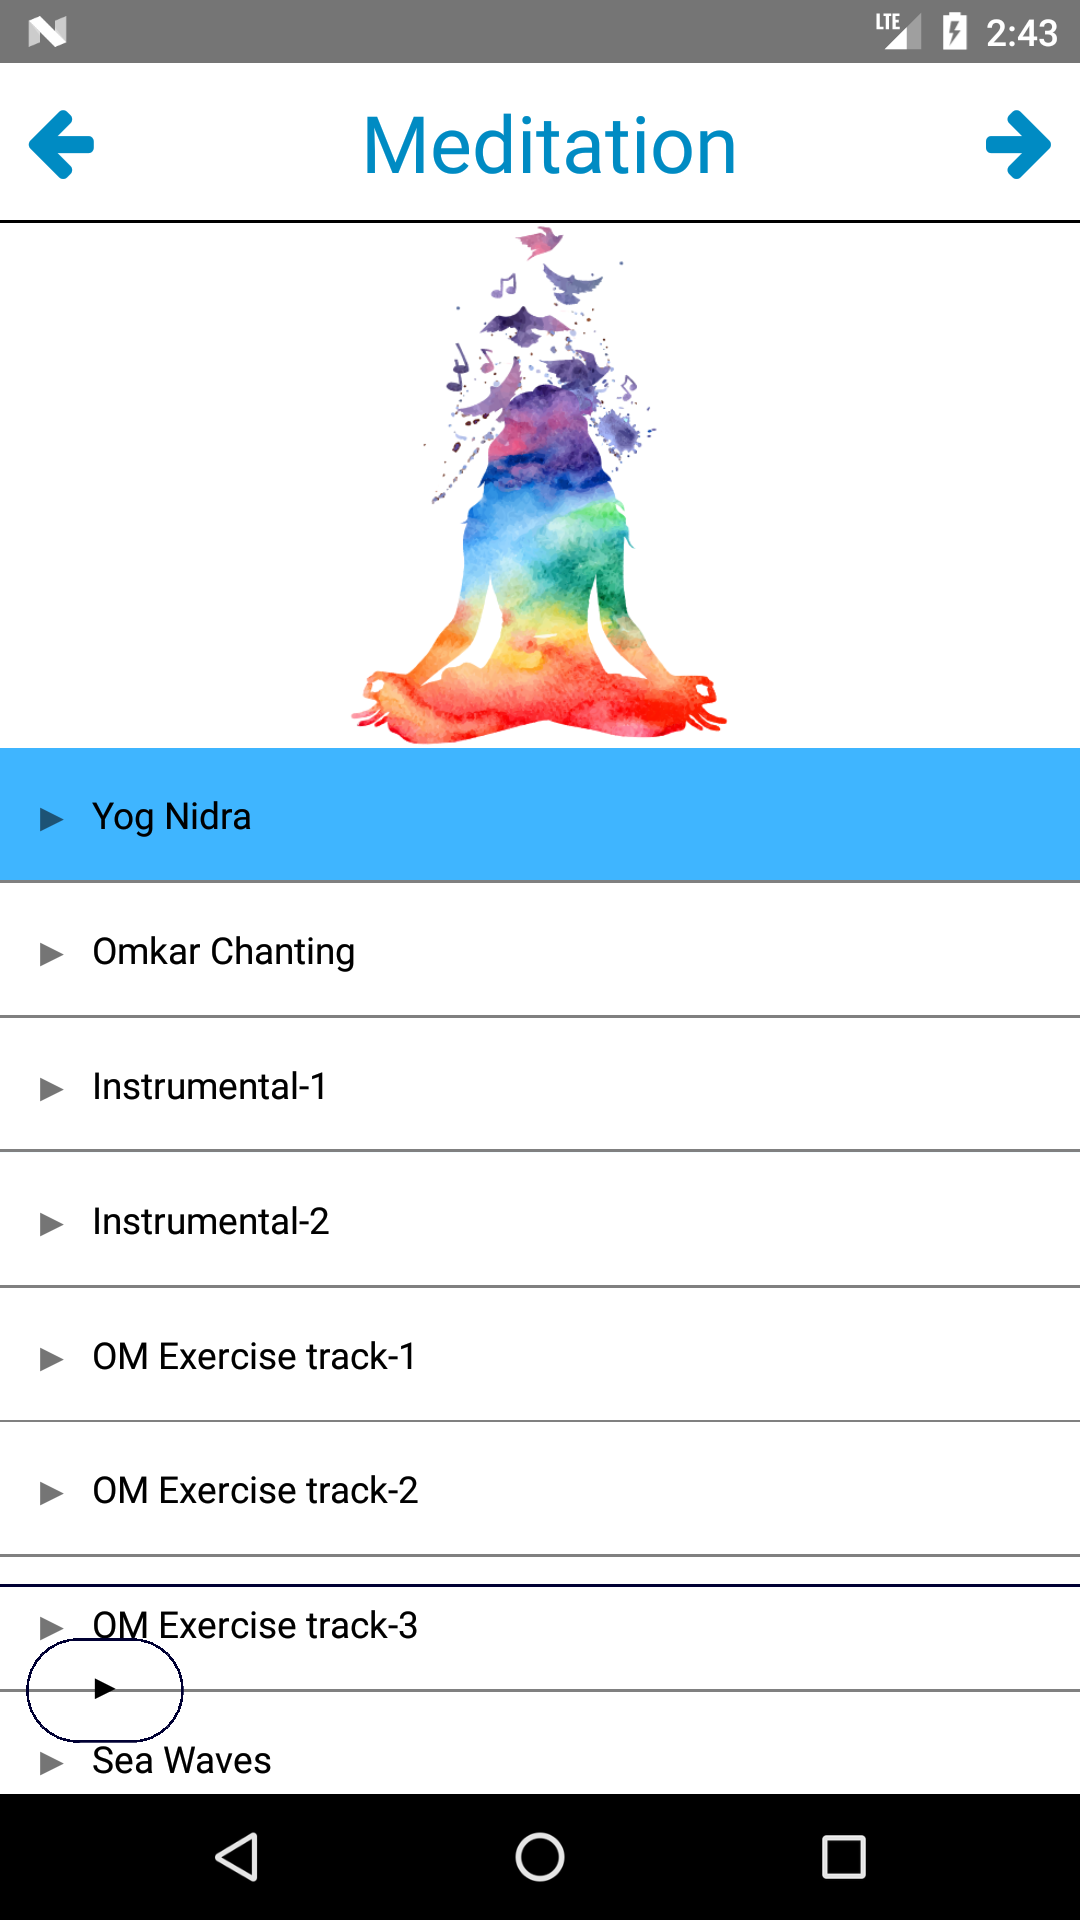 LTE 2:43
Meditation
Yog Nidra
Omkar Chanting
Instrumental-1
Instrumental-2
OM Exercise track-1
OM Exercise track-2
OM Exercise track-3
Sea Waves